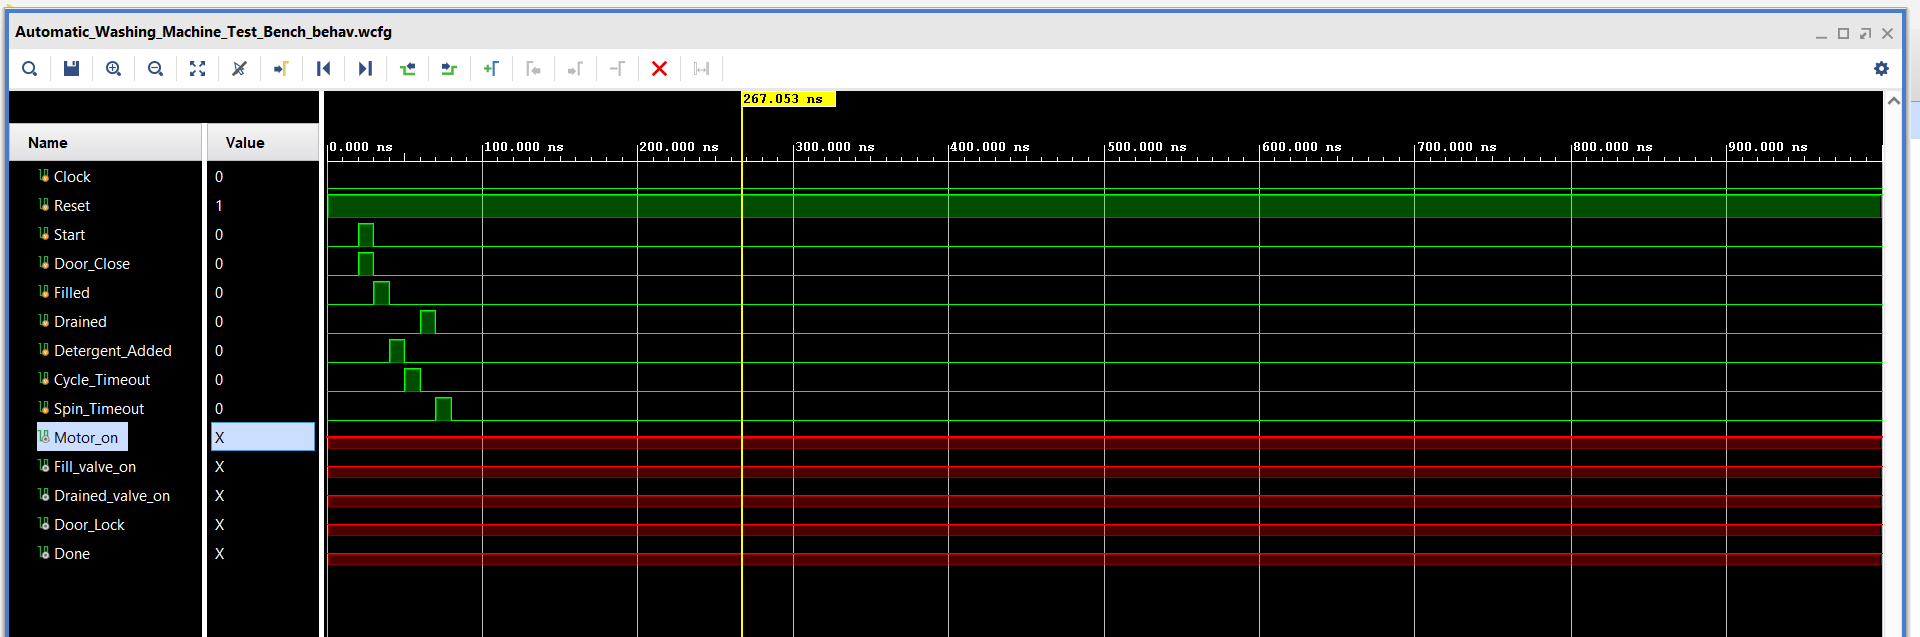 Automatic_Washing_Machine_Test_Bench_behav.wcfg
267.053 ns
Name Value
0.000 ns 100.000 ns 200.000 ns 300.000 ns 400.000 ns 500.000 ns 600.000 ns 700.000 ns 800.000 ns 900.000 ns
Clock 0
Reset 1
Start 0
Door_Close 0
Filled 0
Drained 0
Detergent_Added 0
Cycle_Timeout 0
Spin_Timeout 0
Motor_on X
Fill_valve_on X
Drained_valve_on X
Door_Lock X
Done X